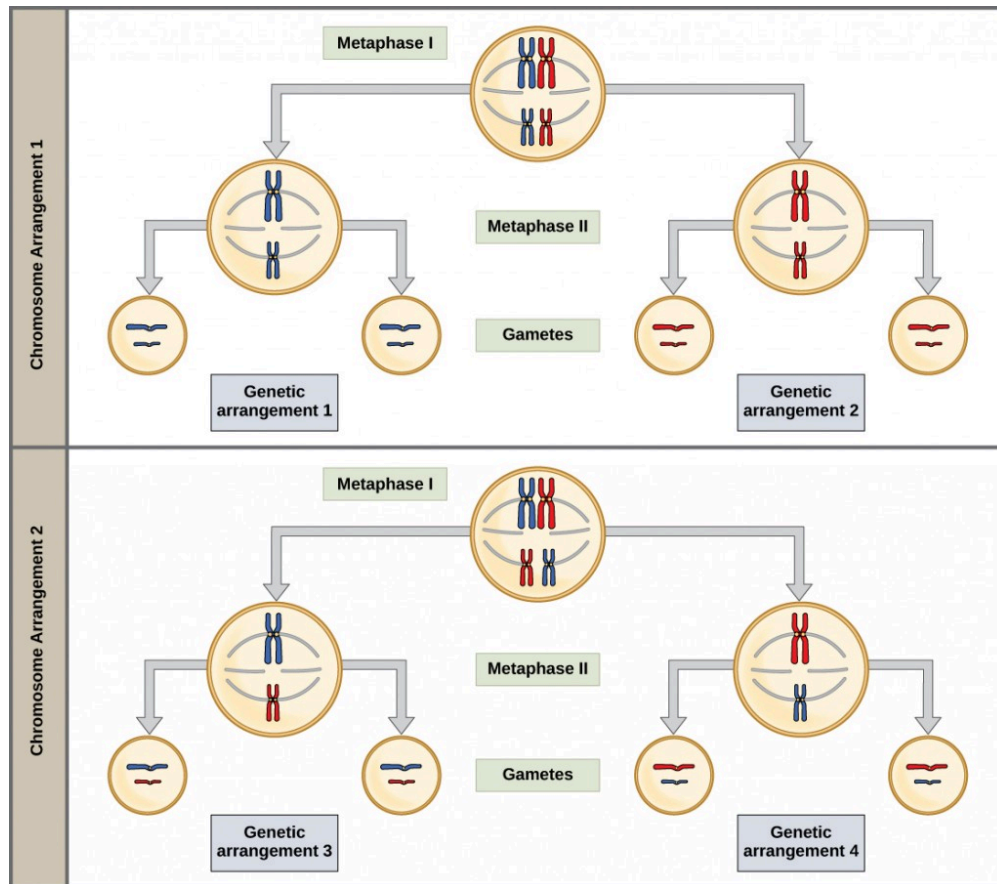 Chromosome Arrangement 1
Metaphase I
Metaphase II
Gametes
Genetic
arrangement 1
Genetic
arrangement 2
Chromosome Arrangement 2
Metaphase I
Metaphase II
Gametes
Genetic
arrangement 3
Genetic
arrangement 4